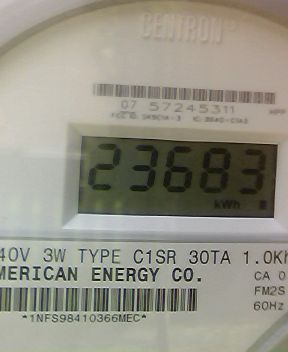 CENTRON
07 57245311
23683
kWh
40V 3W TYPE C1SR 30TA 1.0Kh
MERICAN ENERGY CO.
CA 0
FM2S
60Hz
*1NFS98410366MEC*